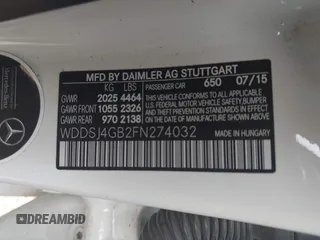 MFD BY DAIMLER AG STUTTGART
KG LBS PASSENGER CAR 650 07/15
GVWR 2025 4464
GAWR FRONT 1055 2326
GAWR REAR 970 2138
THIS VEHICLE CONFORMS TO ALL
APPLICABLE U.S. FEDERAL MOTOR
VEHICLE SAFETY, BUMPER, AND THEFT
PREVENTION STANDARDS IN EFFECT ON
THE DATE OF MANUFACTURE SHOWN ABOVE.
WDDSJ4GB2FN274032
MADE IN HUNGARY
Mercedes-Benz
DREAMBID